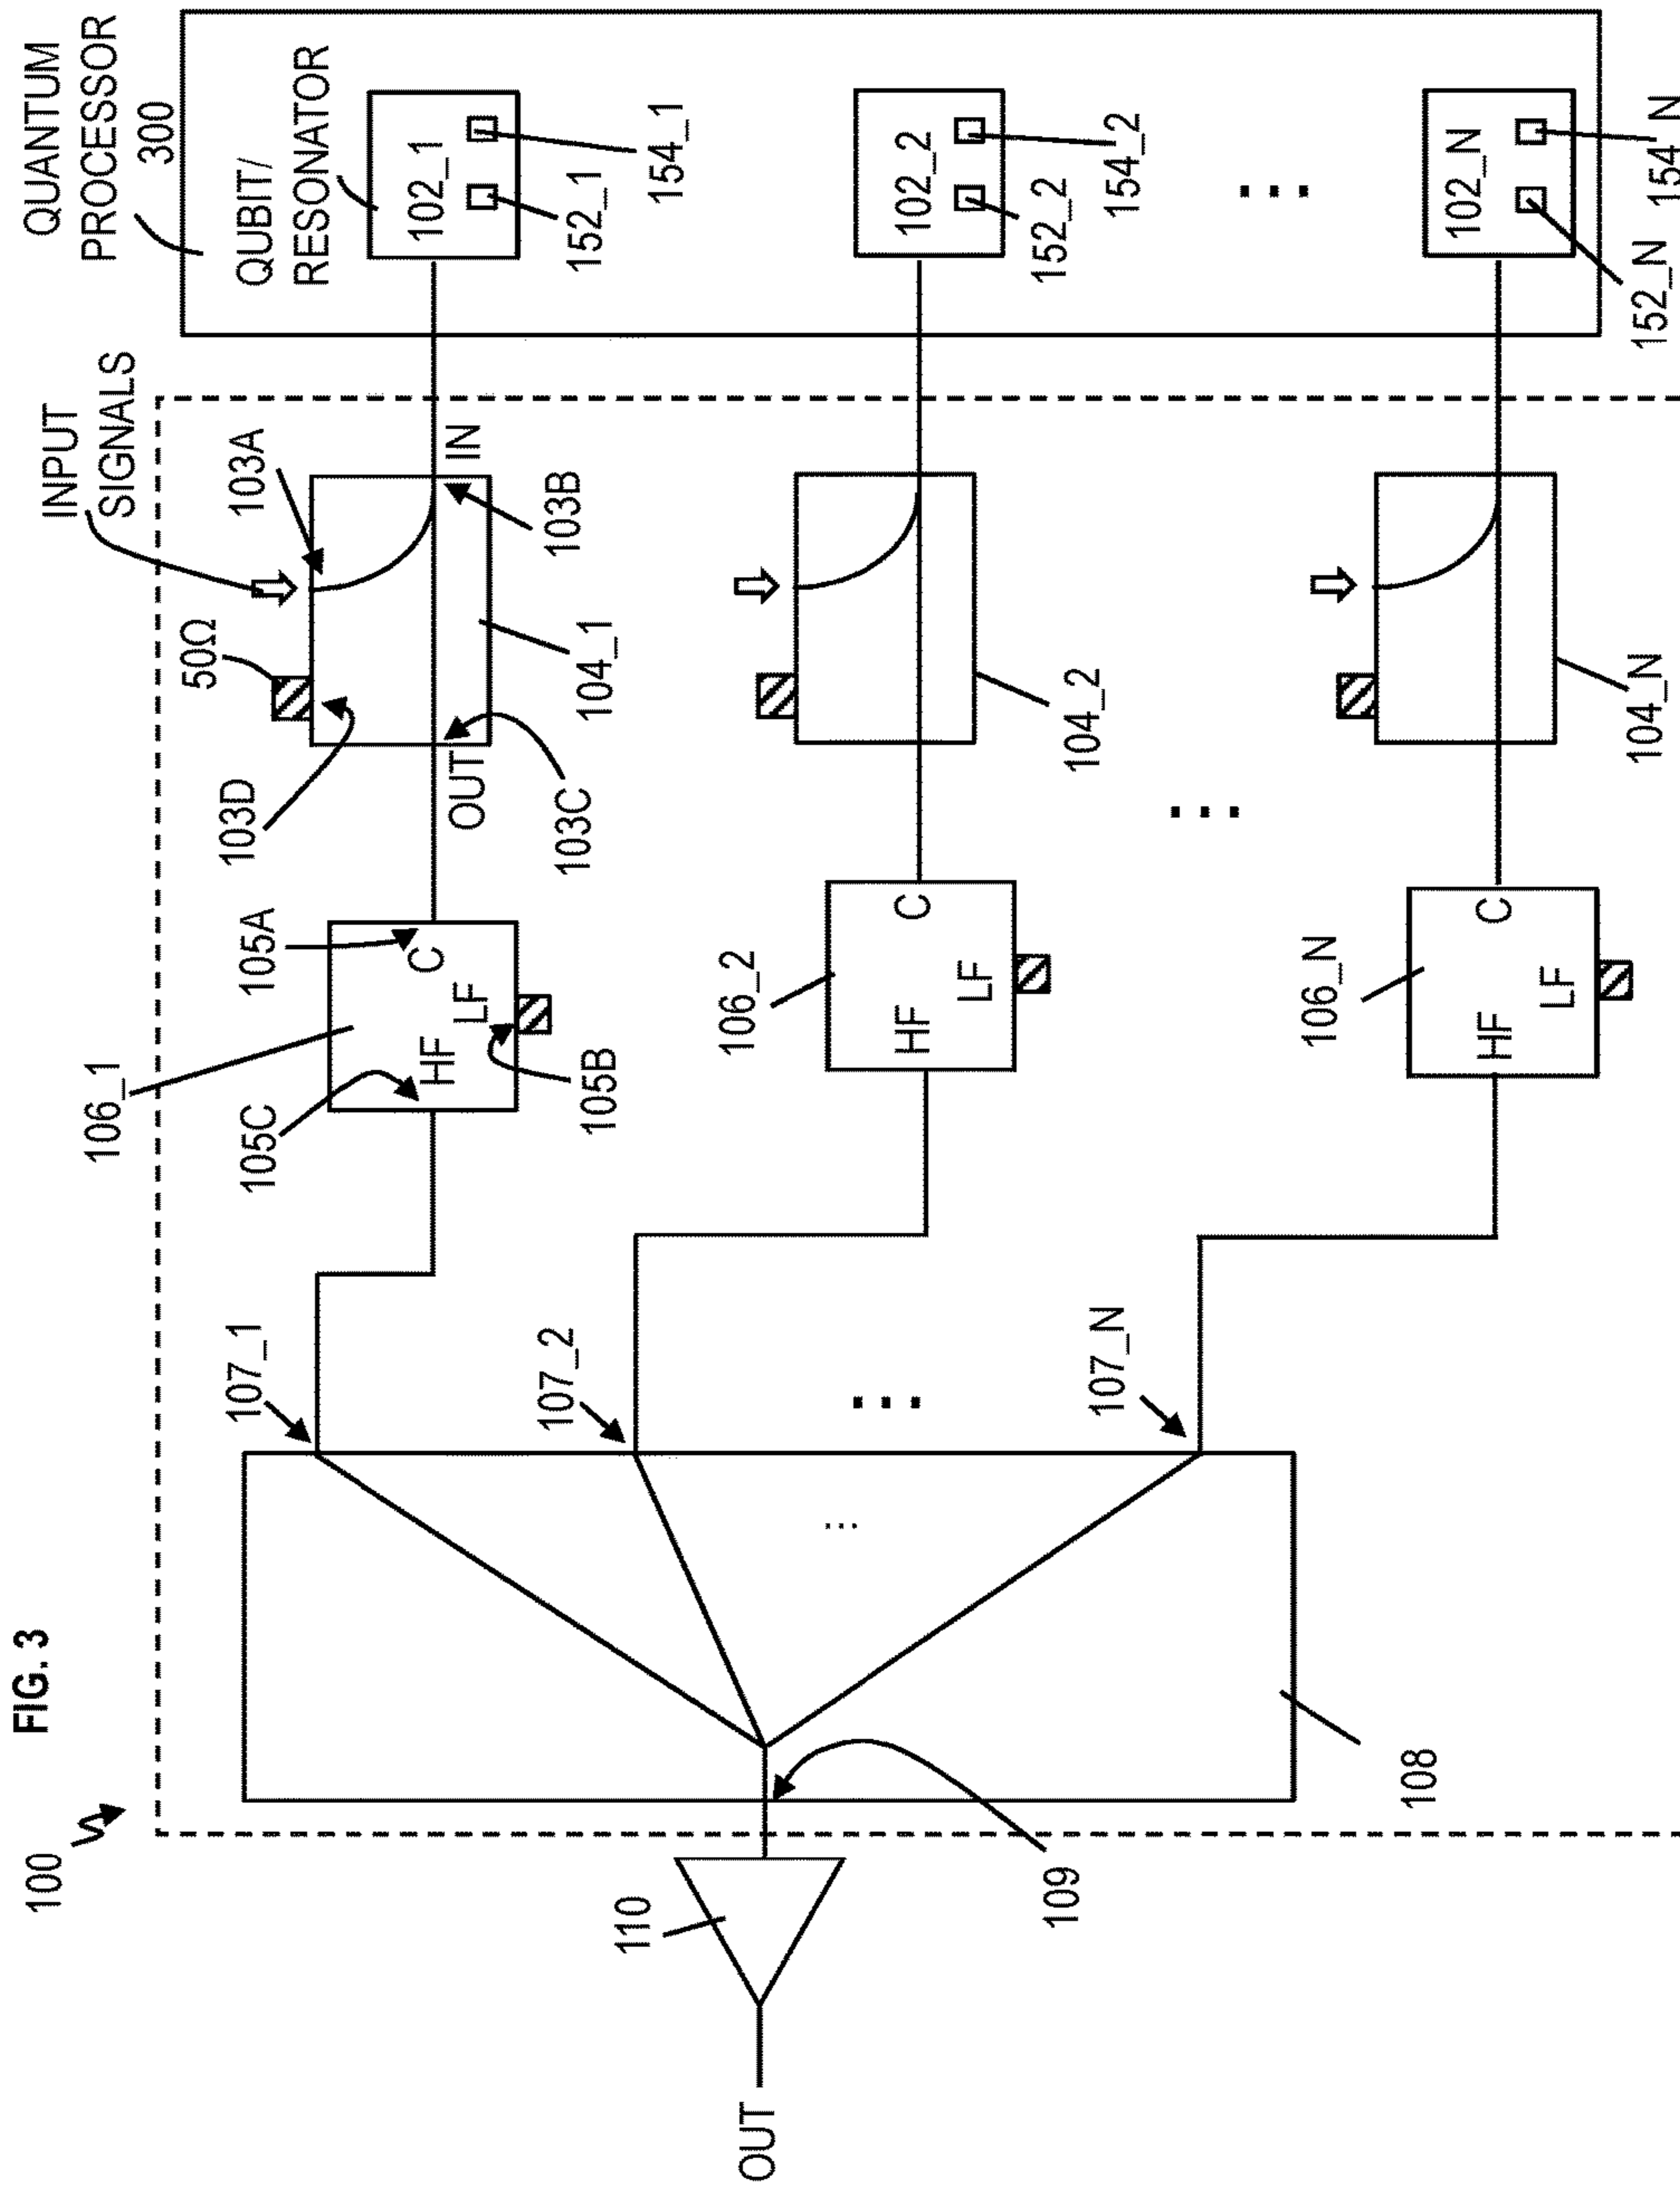 FIG. 3
100
QUANTUM
PROCESSOR
300
QUBIT/
RESONATOR
INPUT
SIGNALS
102_1
152_1
154_1
103A
IN
103B
50Ω
103D
OUT
103C
104_1
105A
C
LF
HF
105B
105C
106_1
107_1
102_2
152_2
154_2
104_2
C
LF
HF
106_2
107_2
...
...
...
...
102_N
152_N
154_N
104_N
C
LF
HF
106_N
107_N
108
109
110
OUT